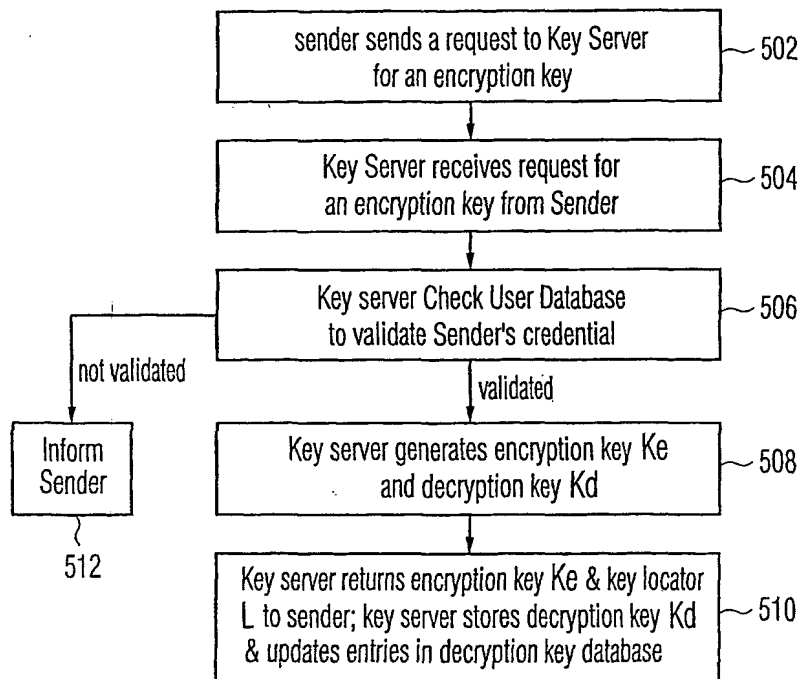 sender sends a request to Key Server
for an encryption key
502
Key Server receives request for
an encryption key from Sender
504
Key server Check User Database
to validate Sender's credential
506
not validated
validated
Inform
Sender
512
Key server generates encryption key Ke
and decryption key Kd
508
Key server returns encryption key Ke & key locator
L to sender; key server stores decryption key Kd
& updates entries in decryption key database
510